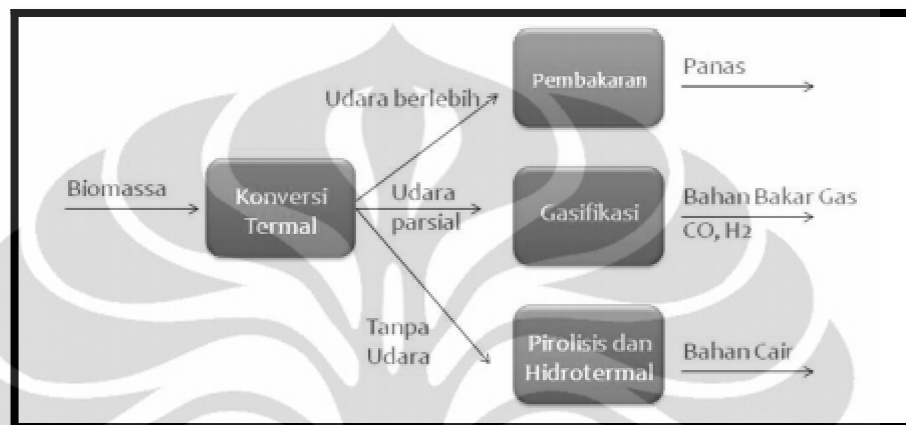 Biomassa
Konversi
Termal
Udara berlebih
Pembakaran
Panas
Udara
parsial
Gasifikasi
Bahan Bakar Gas
CO, H2
Tanpa
Udara
Pirolisis dan
Hidrotermal
Bahan Cair